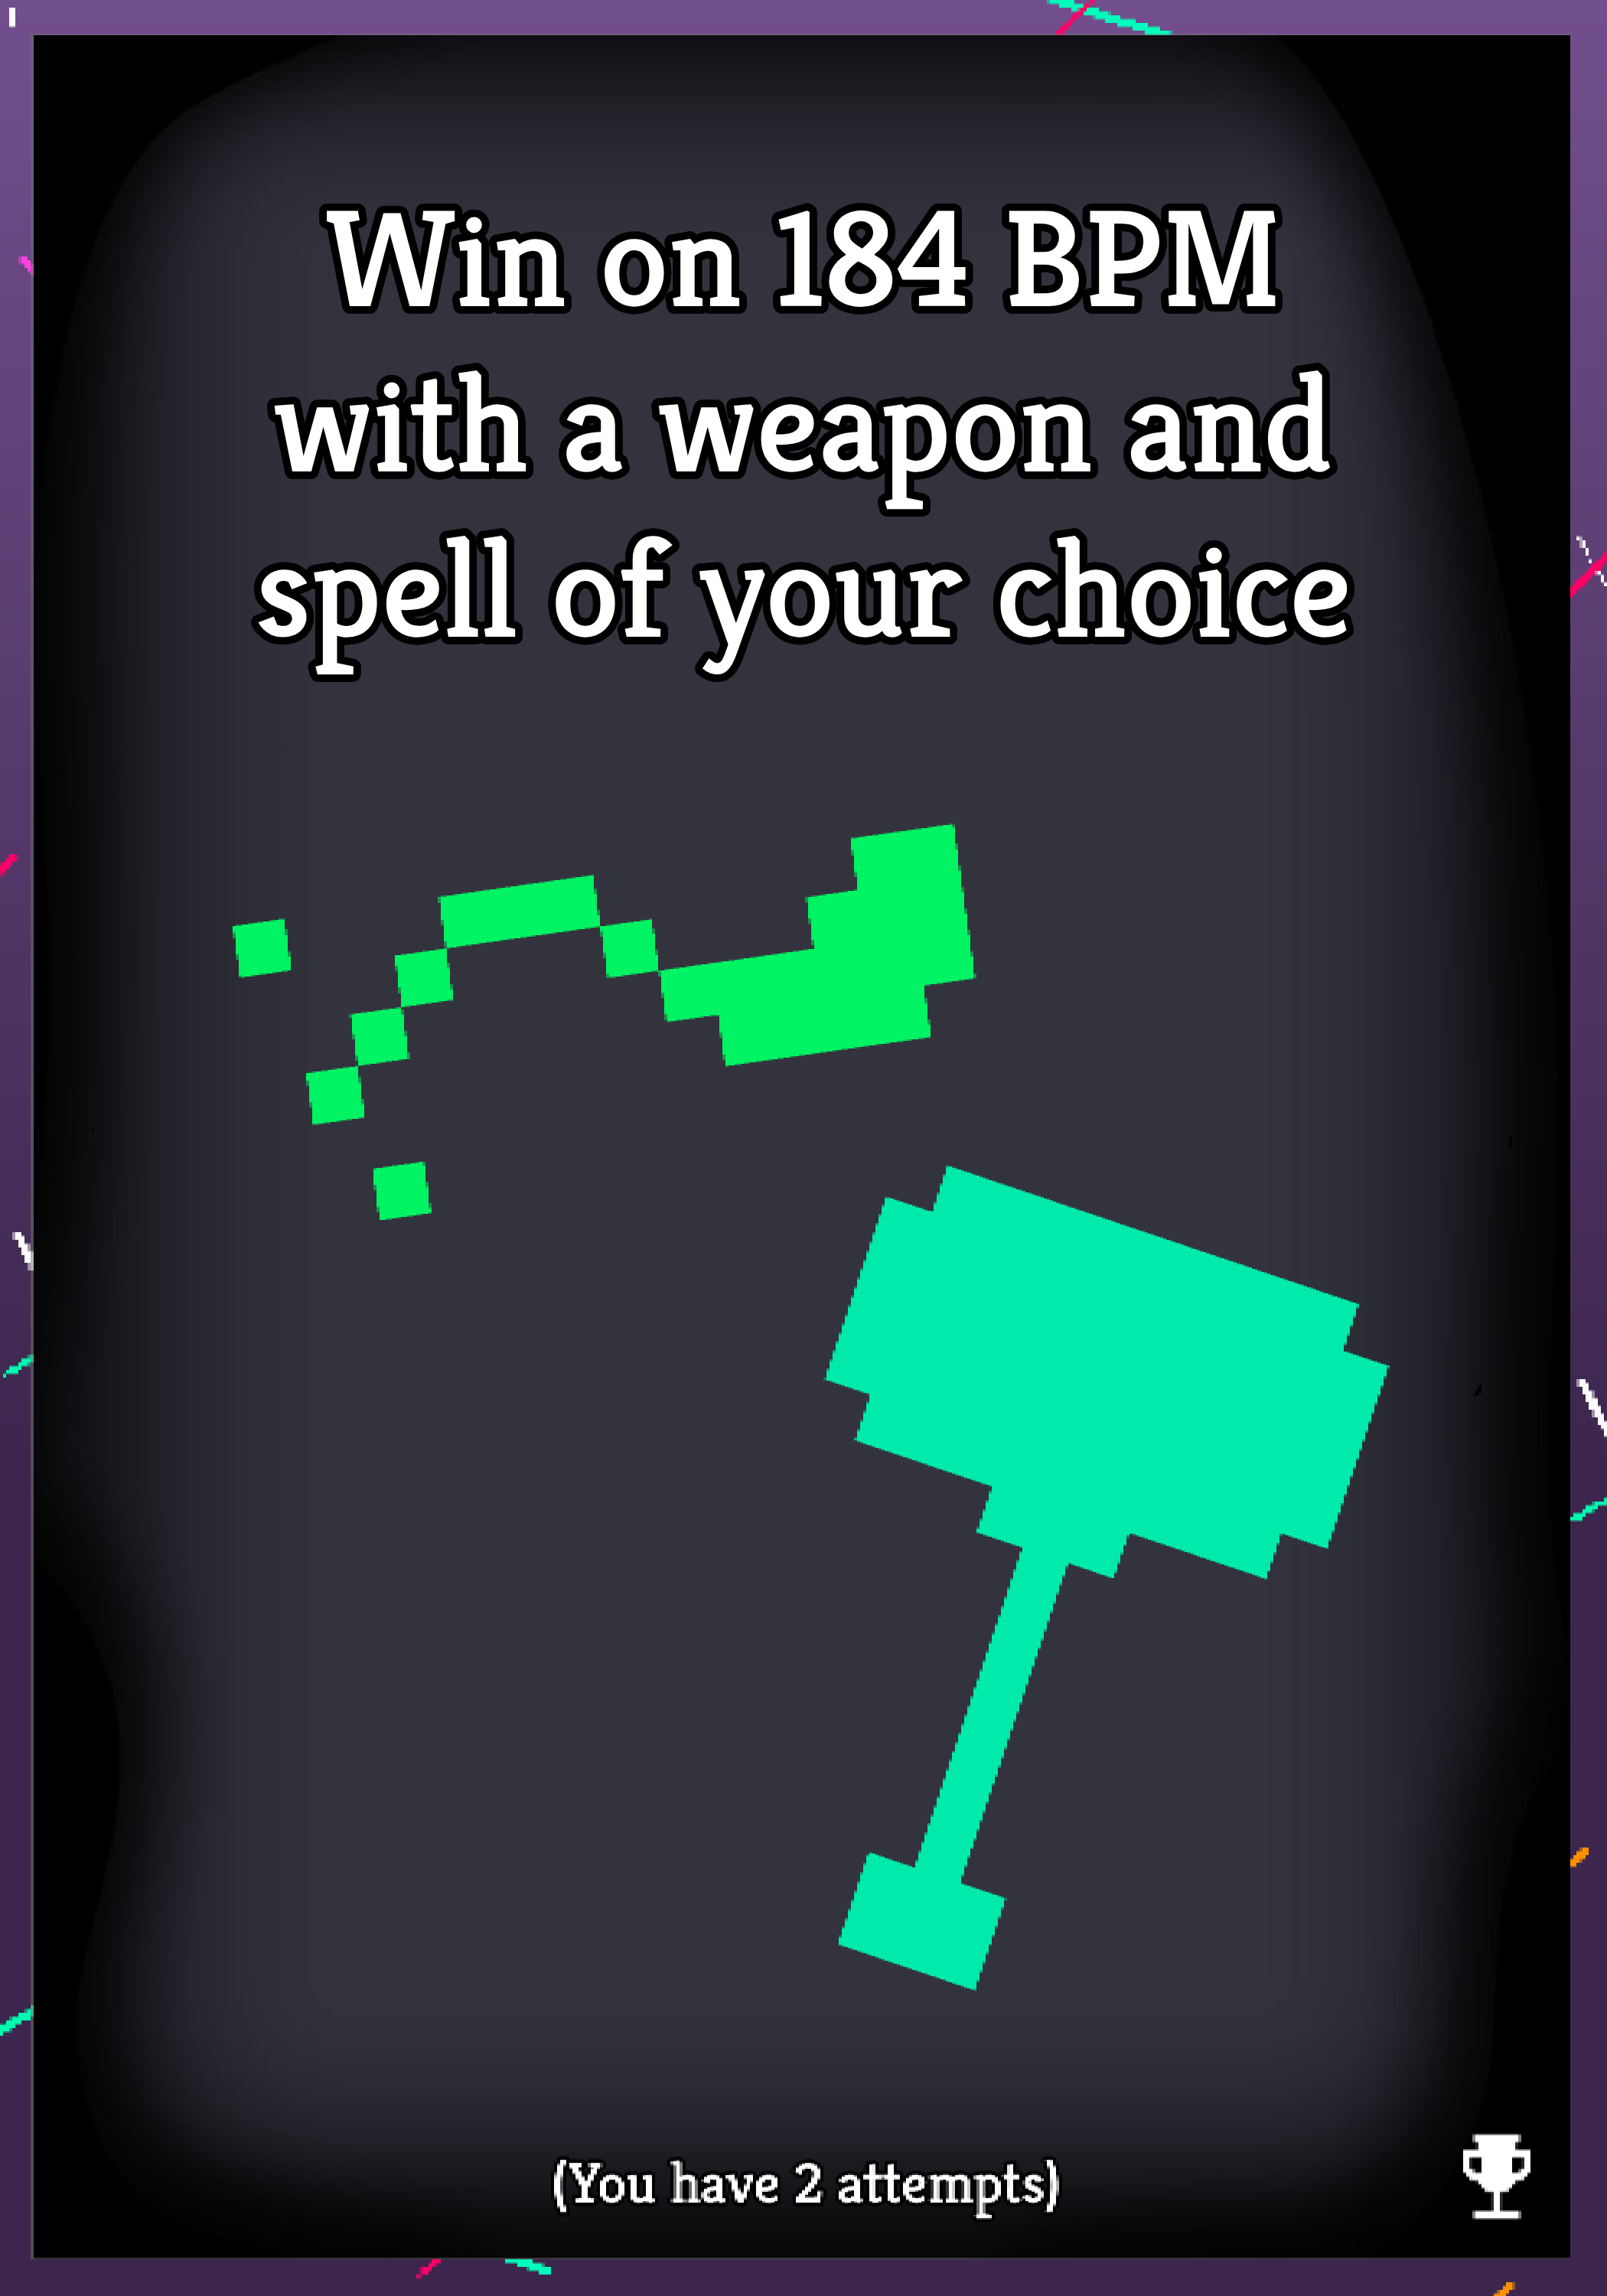 Win on 184 BPM
with a weapon and
spell of your choice
(You have 2 attempts)